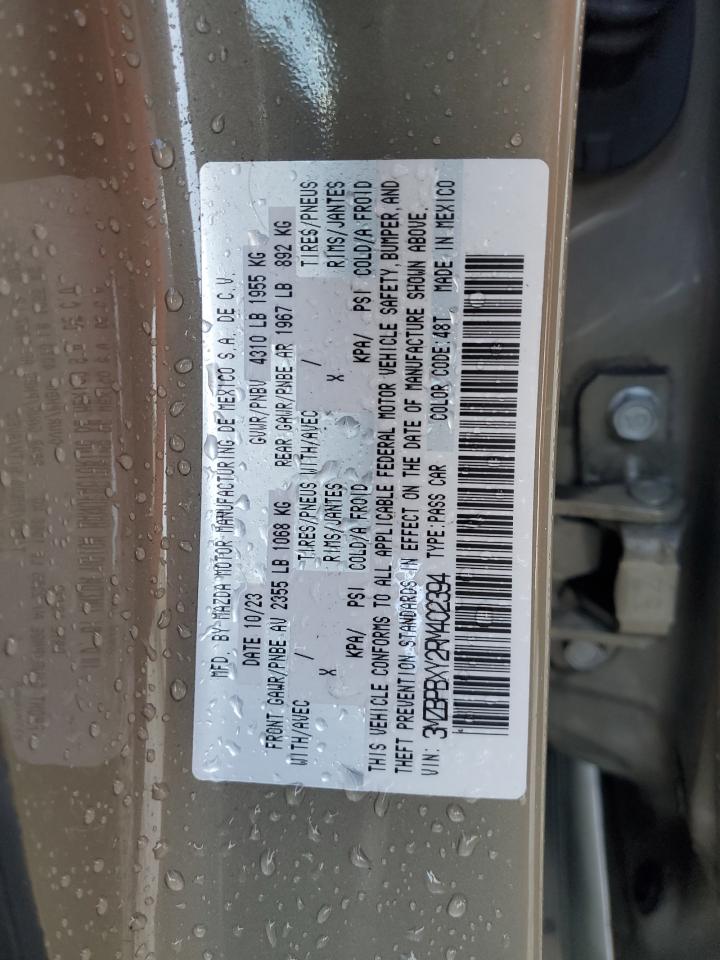 MFD. BY MAZDA MOTOR MANUFACTURING DE MEXICO S.A. DE C.V.
DATE 10/23 GVWR/PNBV 4310 LB 1955 KG
FRONT GAWR/PNBE AV 2355 LB 1068 KG REAR GAWR/PNBE AR 1967 LB 892 KG
WITH/AVEC / TIRES/PNEUS WITH/AVEC / TIRES/PNEUS
X RIMS/JANTES X RIMS/JANTES
KPA/ PSI COLD/A FROID KPA/ PSI COLD/A FROID
THIS VEHICLE CONFORMS TO ALL APPLICABLE FEDERAL MOTOR VEHICLE SAFETY, BUMPER, AND
THEFT PREVENTION STANDARDS IN EFFECT ON THE DATE OF MANUFACTURE SHOWN ABOVE.
VIN: 3MZBPBXY2RM402394 TYPE:PASS CAR COLOR CODE:48T MADE IN MEXICO